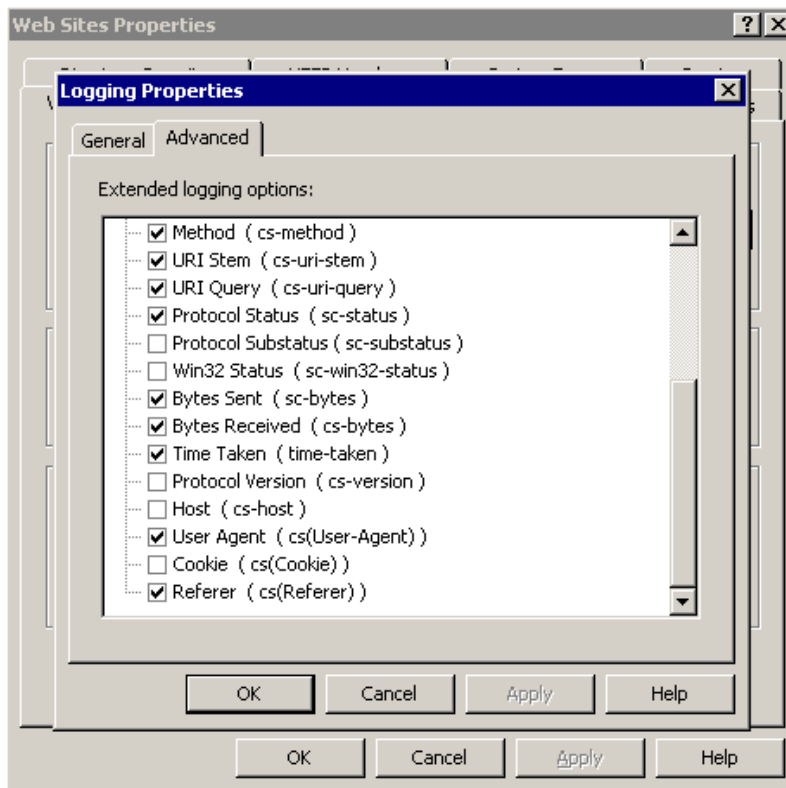 Web Sites Properties
Logging Properties
General
Advanced
Extended logging options:
Method ( cs-method )
URI Stem ( cs-uri-stem )
URI Query ( cs-uri-query )
Protocol Status ( sc-status )
Protocol Substatus ( sc-substatus )
Win32 Status ( sc-win32-status )
Bytes Sent ( sc-bytes )
Bytes Received ( cs-bytes )
Time Taken ( time-taken )
Protocol Version ( cs-version )
Host ( cs-host )
User Agent ( cs(User-Agent) )
Cookie ( cs(Cookie) )
Referer ( cs(Referer) )
OK Cancel Apply Help
OK Cancel Apply Help